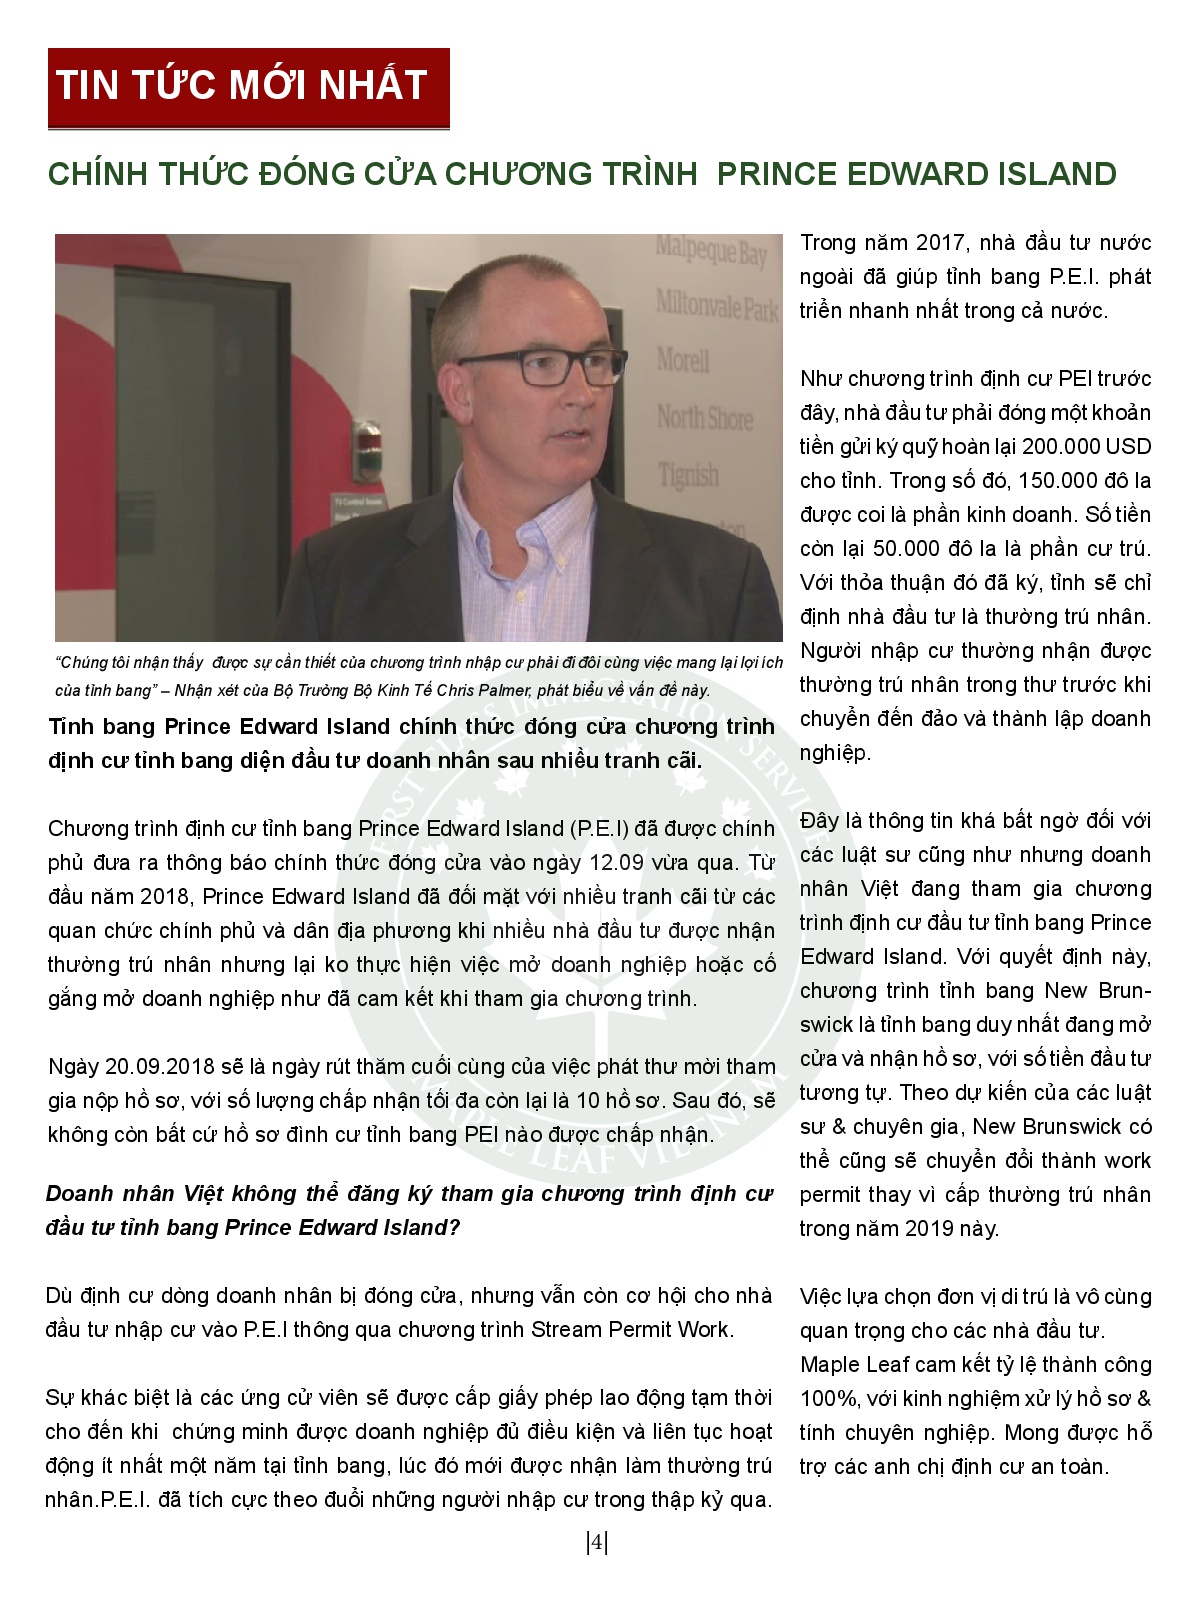 TIN TỨC MỚI NHẤT
CHÍNH THỨC ĐÓNG CỬA CHƯƠNG TRÌNH PRINCE EDWARD ISLAND
Malpeque Bay
Miltonvale Park
Morell
North Shore
Tignish
TV Control Room
“Chúng tôi nhận thấy được sự cần thiết của chương trình nhập cư phải đi đôi cùng việc mang lại lợi ích
của tỉnh bang” – Nhận xét của Bộ Trưởng Bộ Kinh Tế Chris Palmer, phát biểu về vấn đề này.
Tỉnh bang Prince Edward Island chính thức đóng cửa chương trình
định cư tỉnh bang diện đầu tư doanh nhân sau nhiều tranh cãi.
Chương trình định cư tỉnh bang Prince Edward Island (P.E.I) đã được chính
phủ đưa ra thông báo chính thức đóng cửa vào ngày 12.09 vừa qua. Từ
đầu năm 2018, Prince Edward Island đã đối mặt với nhiều tranh cãi từ các
quan chức chính phủ và dân địa phương khi nhiều nhà đầu tư được nhận
thường trú nhân nhưng lại ko thực hiện việc mở doanh nghiệp hoặc cố
gắng mở doanh nghiệp như đã cam kết khi tham gia chương trình.
Ngày 20.09.2018 sẽ là ngày rút thăm cuối cùng của việc phát thư mời tham
gia nộp hồ sơ, với số lượng chấp nhận tối đa còn lại là 10 hồ sơ. Sau đó, sẽ
không còn bất cứ hồ sơ đình cư tỉnh bang PEI nào được chấp nhận.
Doanh nhân Việt không thể đăng ký tham gia chương trình định cư
đầu tư tỉnh bang Prince Edward Island?
Dù định cư dòng doanh nhân bị đóng cửa, nhưng vẫn còn cơ hội cho nhà
đầu tư nhập cư vào P.E.I thông qua chương trình Stream Permit Work.
Sự khác biệt là các ứng cử viên sẽ được cấp giấy phép lao động tạm thời
cho đến khi chứng minh được doanh nghiệp đủ điều kiện và liên tục hoạt
động ít nhất một năm tại tỉnh bang, lúc đó mới được nhận làm thường trú
nhân.P.E.I. đã tích cực theo đuổi những người nhập cư trong thập kỷ qua.
Trong năm 2017, nhà đầu tư nước
ngoài đã giúp tỉnh bang P.E.I. phát
triển nhanh nhất trong cả nước.
Như chương trình định cư PEI trước
đây, nhà đầu tư phải đóng một khoản
tiền gửi ký quỹ hoàn lại 200.000 USD
cho tỉnh. Trong số đó, 150.000 đô la
được coi là phần kinh doanh. Số tiền
còn lại 50.000 đô la là phần cư trú.
Với thỏa thuận đó đã ký, tỉnh sẽ chỉ
định nhà đầu tư là thường trú nhân.
Người nhập cư thường nhận được
thường trú nhân trong thư trước khi
chuyển đến đảo và thành lập doanh
nghiệp.
Đây là thông tin khá bất ngờ đối với
các luật sư cũng như nhưng doanh
nhân Việt đang tham gia chương
trình định cư đầu tư tỉnh bang Prince
Edward Island. Với quyết định này,
chương trình tỉnh bang New Brun-
swick là tỉnh bang duy nhất đang mở
cửa và nhận hồ sơ, với số tiền đầu tư
tương tự. Theo dự kiến của các luật
sư & chuyên gia, New Brunswick có
thể cũng sẽ chuyển đổi thành work
permit thay vì cấp thường trú nhân
trong năm 2019 này.
Việc lựa chọn đơn vị di trú là vô cùng
quan trọng cho các nhà đầu tư.
Maple Leaf cam kết tỷ lệ thành công
100%, với kinh nghiệm xử lý hồ sơ &
tính chuyên nghiệp. Mong được hỗ
trợ các anh chị định cư an toàn.
FIRST CLASS IMMIGRATION SERVICE
MAPLE LEAF VIETNAM
|4|